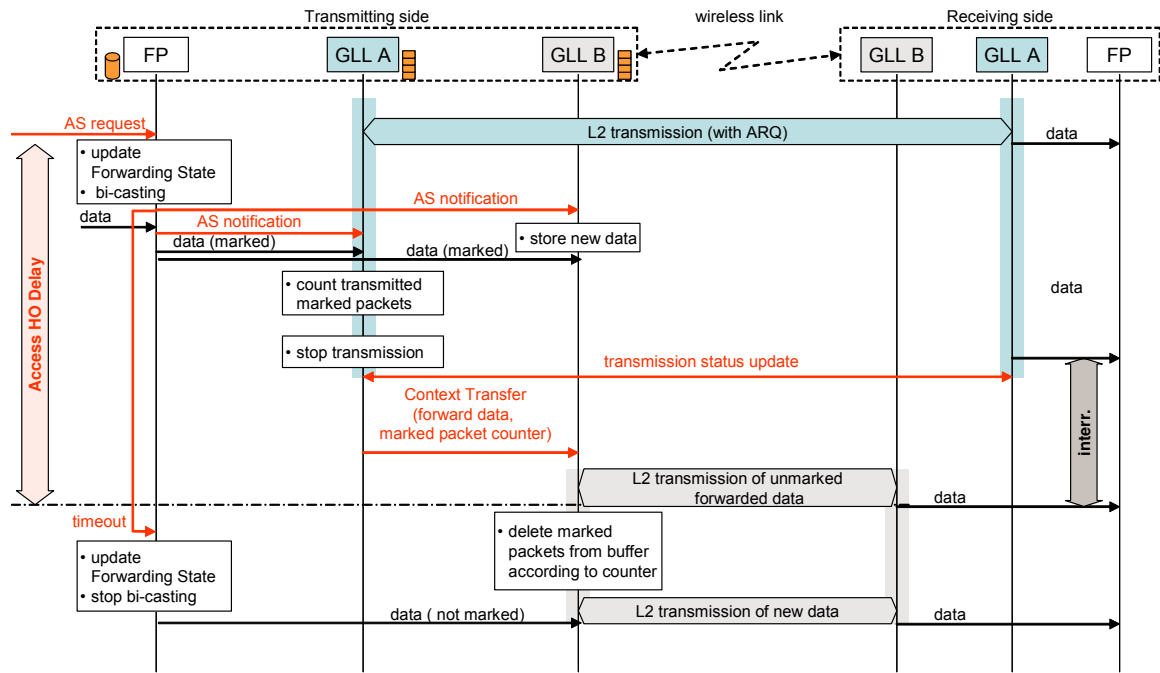 Transmitting side
wireless link
Receiving side
FP
GLL A
GLL B
GLL B
GLL A
FP
AS request
L2 transmission (with ARQ)
data
• update
Forwarding State
• bi-casting
AS notification
data
AS notification
data (marked)
data (marked)
• store new data
Access HO Delay
• count transmitted
marked packets
data
• stop transmission
transmission status update
Context Transfer
(forward data,
marked packet counter)
interr.
L2 transmission of unmarked
forwarded data
data
timeout
• delete marked
packets from buffer
according to counter
• update
Forwarding State
• stop bi-casting
data ( not marked)
L2 transmission of new data
data